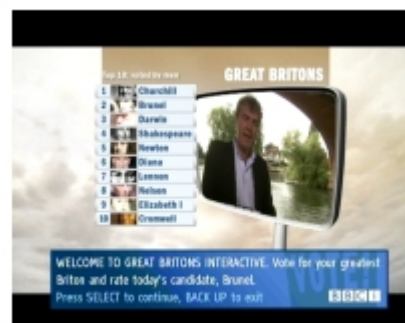 Top 10: voted by men
GREAT BRITONS
1 Churchill
2 Brunel
3 Darwin
4 Shakespeare
5 Newton
6 Diana
7 Lennon
8 Nelson
9 Elizabeth I
10 Cromwell
WELCOME TO GREAT BRITONS INTERACTIVE. Vote for your greatest
Briton and rate today's candidate, Brunel.
Press SELECT to continue, BACK UP to exit
BBCi